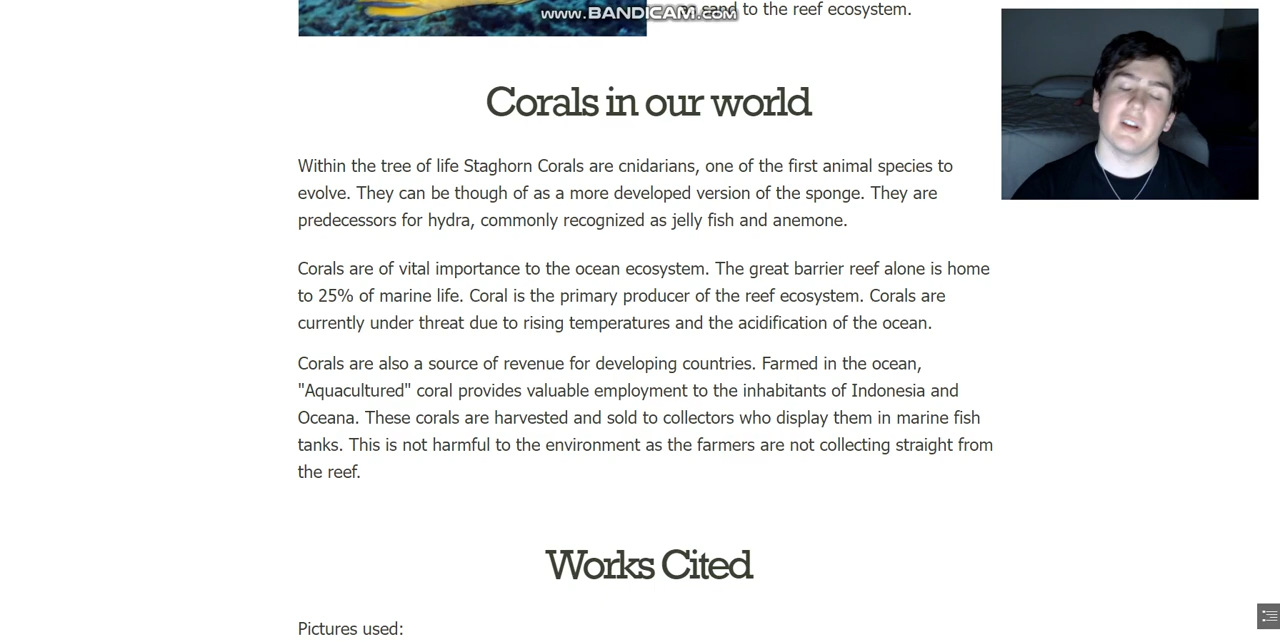 www.BANDICAM.com
sand to the reef ecosystem.
Corals in our world
Within the tree of life Staghorn Corals are cnidarians, one of the first animal species to
evolve. They can be though of as a more developed version of the sponge. They are
predecessors for hydra, commonly recognized as jelly fish and anemone.
Corals are of vital importance to the ocean ecosystem. The great barrier reef alone is home
to 25% of marine life. Coral is the primary producer of the reef ecosystem. Corals are
currently under threat due to rising temperatures and the acidification of the ocean.
Corals are also a source of revenue for developing countries. Farmed in the ocean,
"Aquacultured" coral provides valuable employment to the inhabitants of Indonesia and
Oceana. These corals are harvested and sold to collectors who display them in marine fish
tanks. This is not harmful to the environment as the farmers are not collecting straight from
the reef.
Works Cited
Pictures used: